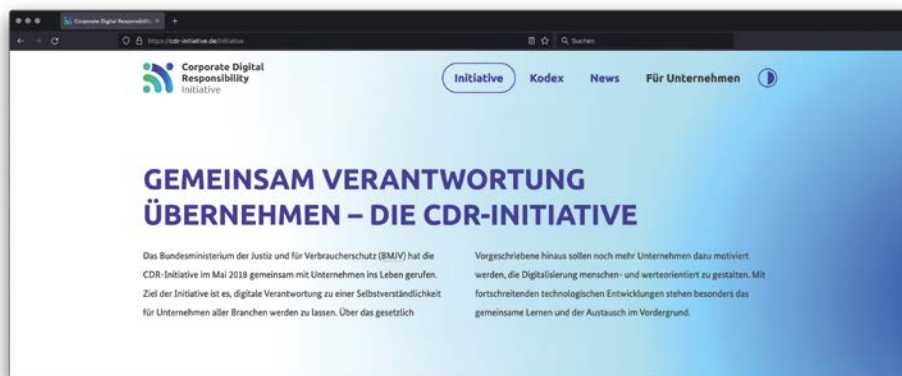 Corporate Digital Responsibility
https://cdr-initiative.de/initiative
Suchen
Corporate Digital
Responsibility
Initiative
Initiative
Kodex
News
Für Unternehmen
GEMEINSAM VERANTWORTUNG
ÜBERNEHMEN – DIE CDR-INITIATIVE
Das Bundesministerium der Justiz und für Verbraucherschutz (BMJV) hat die
CDR-Initiative im Mai 2018 gemeinsam mit Unternehmen ins Leben gerufen.
Ziel der Initiative ist es, digitale Verantwortung zu einer Selbstverständlichkeit
für Unternehmen aller Branchen werden zu lassen. Über das gesetzlich
Vorgeschriebene hinaus sollen noch mehr Unternehmen dazu motiviert
werden, die Digitalisierung menschen- und werteorientiert zu gestalten. Mit
fortschreitenden technologischen Entwicklungen stehen besonders das
gemeinsame Lernen und der Austausch im Vordergrund.